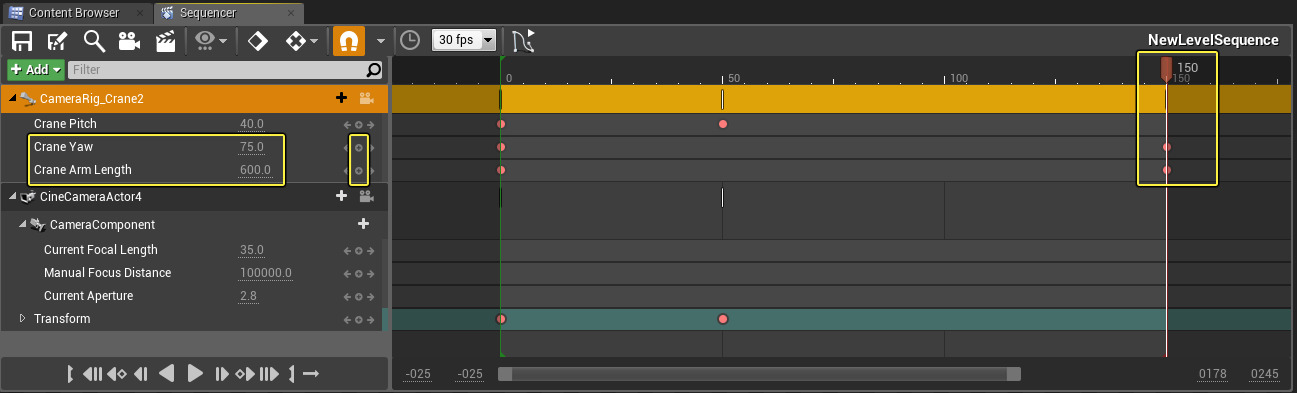 Content Browser
Sequencer
30 fps
NewLevelSequence
Add
Filter
0
50
100
150
150
CameraRig_Crane2
Crane Pitch 40.0
Crane Yaw 75.0
Crane Arm Length 600.0
CineCameraActor4
CameraComponent
Current Focal Length 35.0
Manual Focus Distance 100000.0
Current Aperture 2.8
Transform
-025 -025 0178 0245